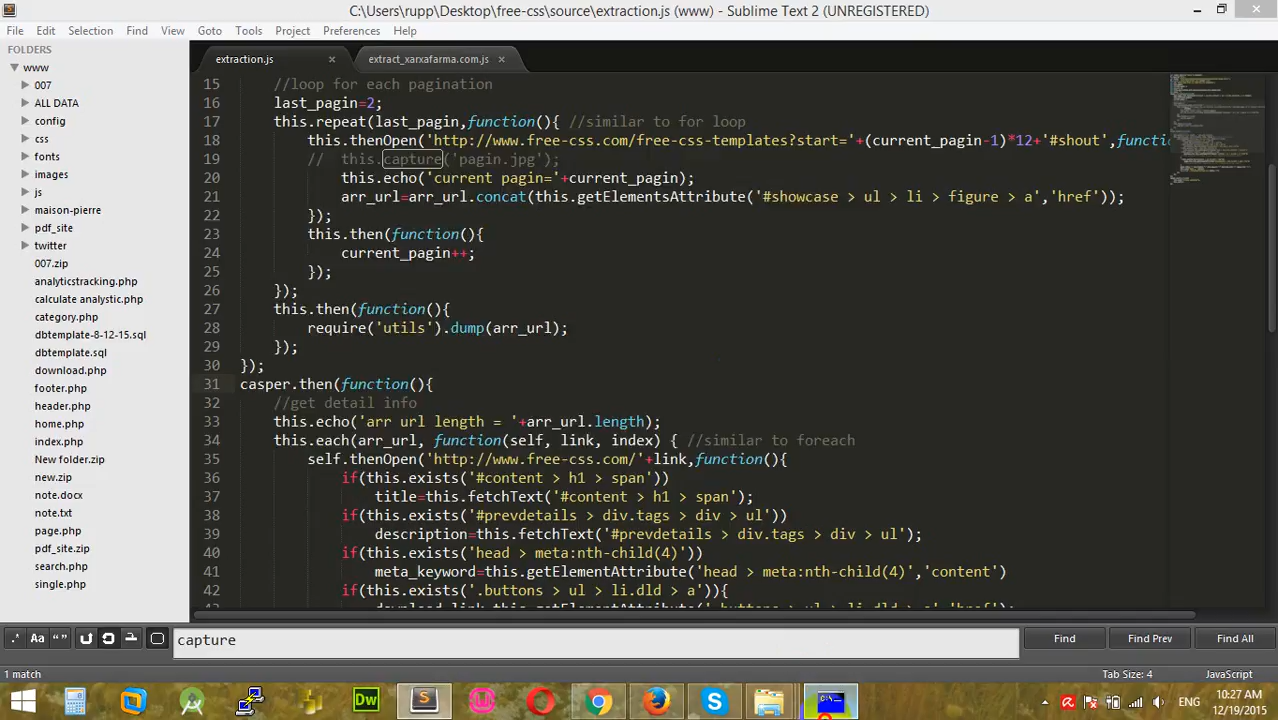 C:\Users\rupp\Desktop\free-css\source\extraction.js (www) - Sublime Text 2 (UNREGISTERED)
File Edit Selection Find View Goto Tools Project Preferences Help
FOLDERS
www
007
ALL DATA
config
css
fonts
images
js
maison-pierre
pdf_site
twitter
007.zip
analyticstracking.php
calculate analystic.php
category.php
dbtemplate-8-12-15.sql
dbtemplate.sql
download.php
footer.php
header.php
home.php
index.php
New folder.zip
new.zip
note.docx
note.txt
page.php
pdf_site.zip
search.php
single.php
extraction.js × extract_xarxafarma.com.js ×
15 //loop for each pagination
16 last_pagin=2;
17 this.repeat(last_pagin,function(){ //similar to for loop
18 this.thenOpen('http://www.free-css.com/free-css-templates?start='+(current_pagin-1)*12+'#shout',functi
19 // this.capture('pagin.jpg');
20 this.echo('current pagin='+current_pagin);
21 arr_url=arr_url.concat(this.getElementsAttribute('#showcase > ul > li > figure > a','href'));
22 });
23 this.then(function(){
24 current_pagin++;
25 });
26 });
27 this.then(function(){
28 require('utils').dump(arr_url);
29 });
30 });
31 casper.then(function(){
32 //get detail info
33 this.echo('arr url length = '+arr_url.length);
34 this.each(arr_url, function(self, link, index) { //similar to foreach
35 self.thenOpen('http://www.free-css.com/'+link,function(){
36 if(this.exists('#content > h1 > span'))
37 title=this.fetchText('#content > h1 > span');
38 if(this.exists('#prevdetails > div.tags > div > ul'))
39 description=this.fetchText('#prevdetails > div.tags > div > ul');
40 if(this.exists('head > meta:nth-child(4)'))
41 meta_keyword=this.getElementAttribute('head > meta:nth-child(4)','content')
42 if(this.exists('.buttons > ul > li.dld > a')){
43 download_link=this.getElementAttribute('.buttons > ul > li.dld > a','href');
.* Aa “ ” capture Find Find Prev Find All
1 match Tab Size: 4 JavaScript
Dw S ENG 10:27 AM
12/19/2015